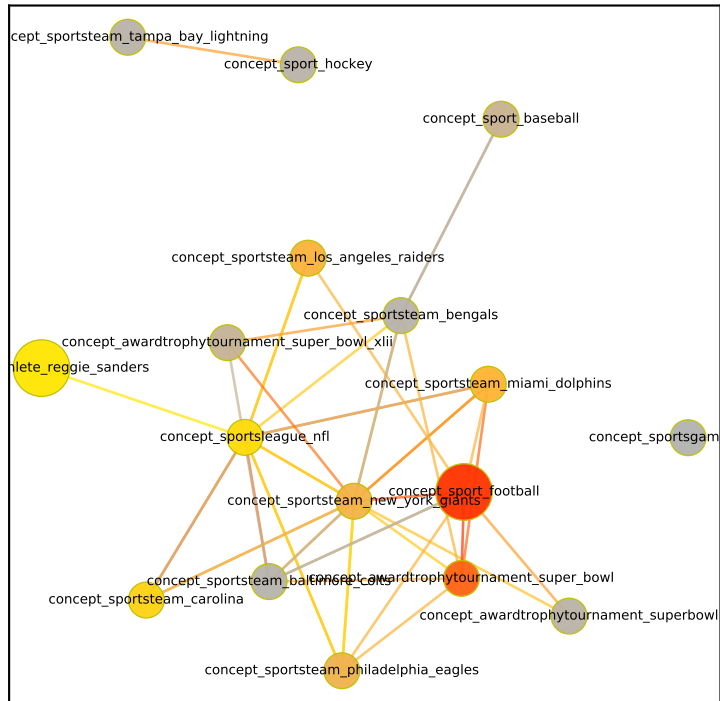 cept_sportsteam_tampa_bay_lightning
concept_sport_hockey
concept_sport_baseball
concept_sportsteam_los_angeles_raiders
concept_sportsteam_bengals
concept_awardtrophytournament_super_bowl_xlii
hlete_reggie_sanders
concept_sportsteam_miami_dolphins
concept_sportsleague_nfl
concept_sportsgam
concept_sport_football
concept_sportsteam_new_york_giants
concept_sportsteam_baltimore_colts
concept_awardtrophytournament_super_bowl
concept_sportsteam_carolina
concept_awardtrophytournament_superbowl
concept_sportsteam_philadelphia_eagles